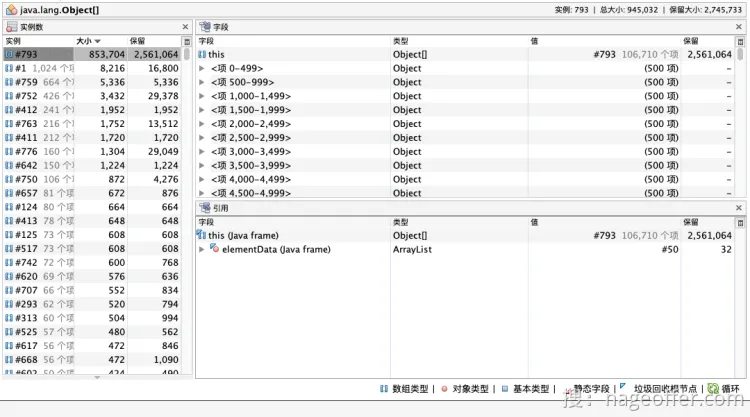 java.lang.Object[]
实例: 793 | 总大小: 945,032 | 保留大小: 2,745,733
实例数
实例 大小 保留
#793 853,704 2,561,064
#1 1,024 个项 8,216 16,800
#759 664 个项 5,336 5,336
#752 426 个项 3,432 29,378
#412 241 个项 1,952 1,952
#763 216 个项 1,752 13,512
#411 212 个项 1,720 1,720
#776 160 个项 1,304 29,049
#642 150 个项 1,224 1,224
#750 106 个项 872 4,276
#657 81 个项 672 876
#124 80 个项 664 664
#413 78 个项 648 648
#125 73 个项 608 608
#517 73 个项 608 608
#742 72 个项 600 768
#620 69 个项 576 636
#707 66 个项 552 834
#293 62 个项 520 794
#313 60 个项 504 994
#525 57 个项 480 562
#617 56 个项 472 846
#668 56 个项 472 1,090
字段
字段 类型 值 保留
this Object[] #793 106,710 个项 2,561,064
<项 0-499> Object (500 项) -
<项 500-999> Object (500 项) -
<项 1,000-1,499> Object (500 项) -
<项 1,500-1,999> Object (500 项) -
<项 2,000-2,499> Object (500 项) -
<项 2,500-2,999> Object (500 项) -
<项 3,000-3,499> Object (500 项) -
<项 3,500-3,999> Object (500 项) -
<项 4,000-4,499> Object (500 项) -
<项 4,500-4,999> Object (500 项) -
引用
字段 类型 值 保留
this (Java frame) Object[] #793 106,710 个项 2,561,064
elementData (Java frame) ArrayList #50 32
数组类型 | 对象类型 | 基本类型 | 静态字段 | 垃圾回收根节点 | 循环
搜: nageoffer.com